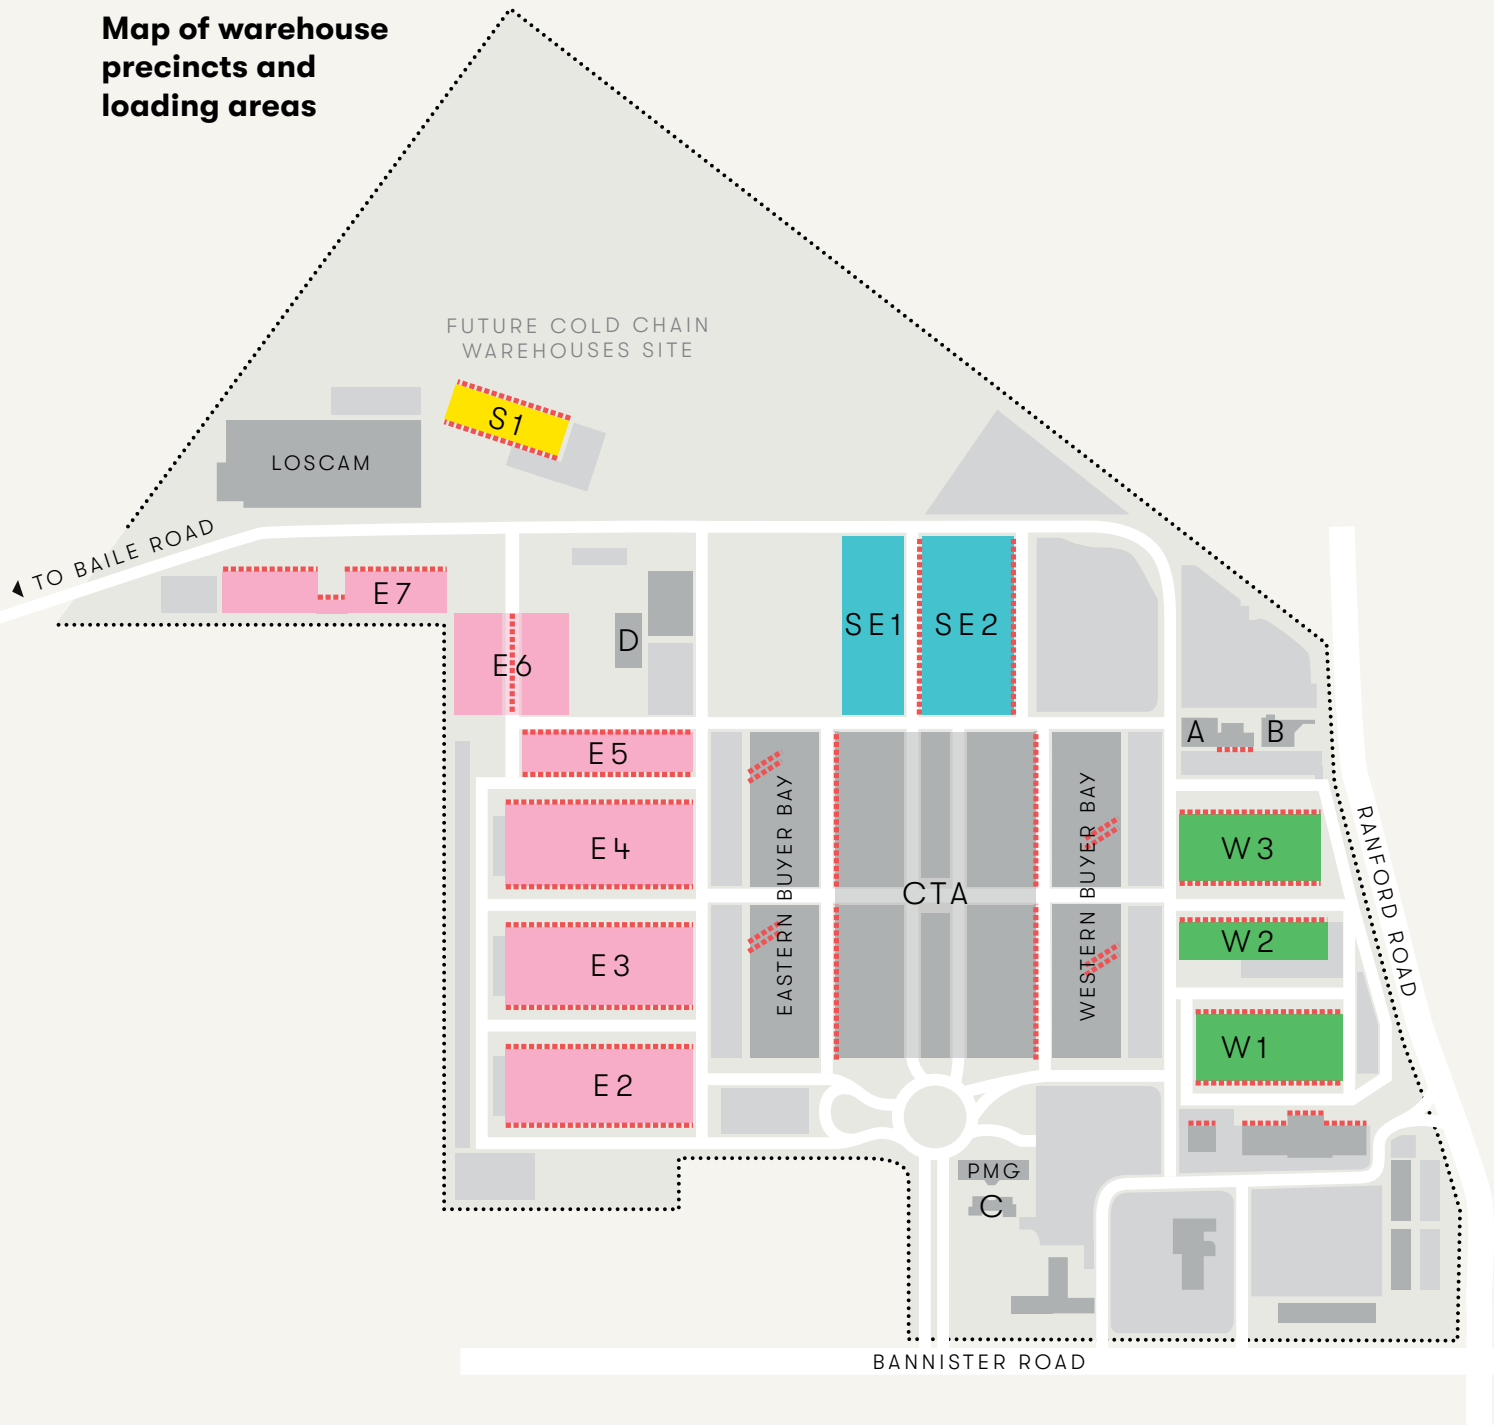 Map of warehouse
precincts and
loading areas
FUTURE COLD CHAIN
WAREHOUSES SITE
S1
LOSCAM
TO BAILE ROAD
E7
E6
D
SE1
SE2
A
B
E5
E4
E3
E2
EASTERN BUYER BAY
CTA
WESTERN BUYER BAY
W3
W2
W1
RANFORD ROAD
PMG
C
BANNISTER ROAD